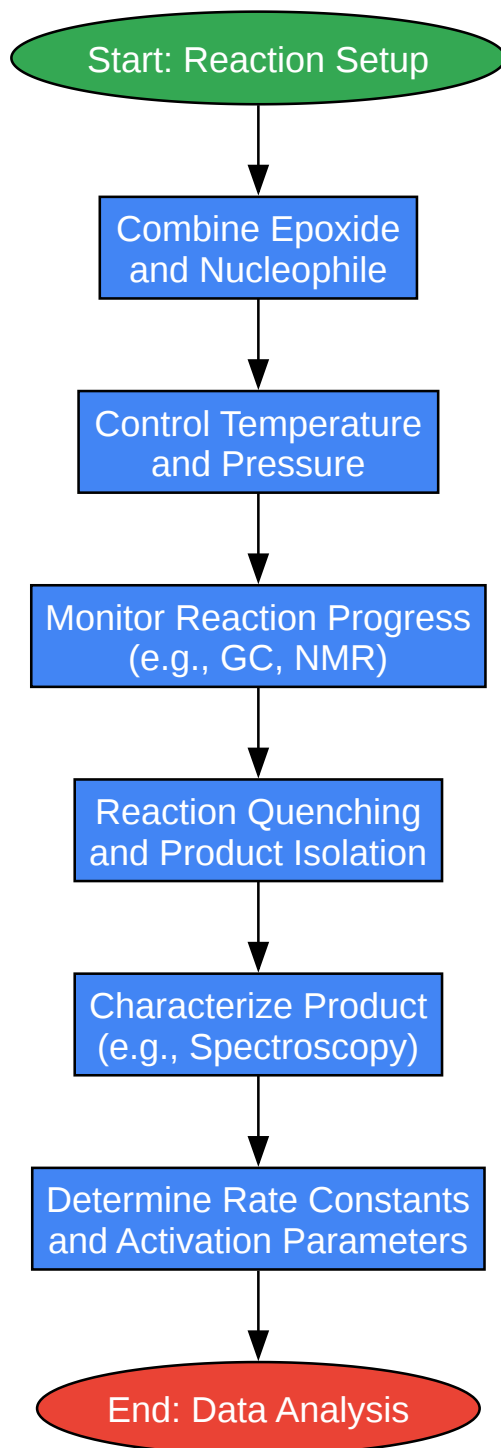 Start: Reaction Setup
Combine Epoxide
and Nucleophile
Control Temperature
and Pressure
Monitor Reaction Progress
(e.g., GC, NMR)
Reaction Quenching
and Product Isolation
Characterize Product
(e.g., Spectroscopy)
Determine Rate Constants
and Activation Parameters
End: Data Analysis